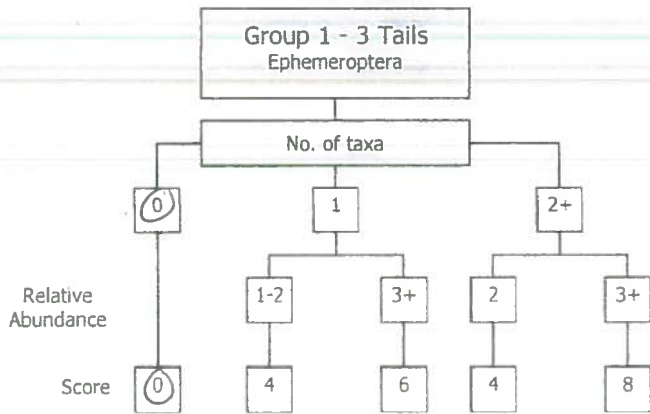 Group 1 - 3 Tails
Ephemeroptera
No. of taxa
0 1 2+
Relative
Abundance
1-2 3+ 2 3+
Score
0 4 6 4 8